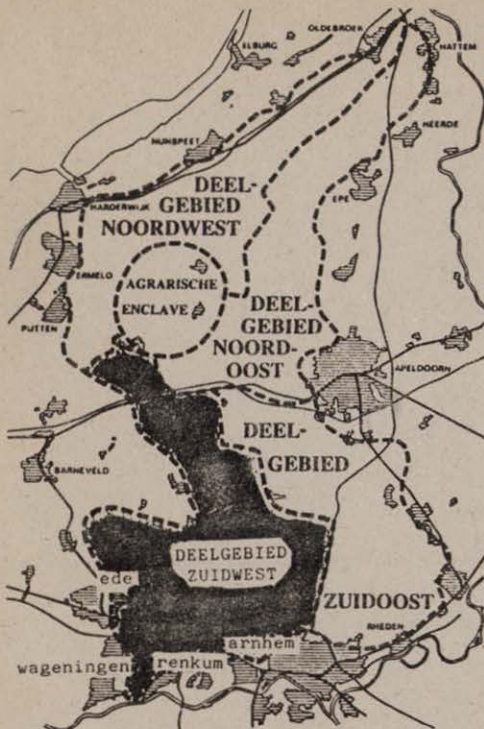 OLDEBROEK
HATTEM
ELBURG
HEERDE
NUNSPEET
EPE
DEEL-
GEBIED
NOORDWEST
HARDERWIJK
ERMELO
AGRARISCHE
ENCLAVE
PUTTEN
DEEL-
GEBIED
NOORD-
OOST
APELDOORN
DEEL-
GEBIED
BARNEVELD
DEELGEBIED
ZUIDWEST
ede
ZUIDOOST
RHEDEN
arnhem
wageningen
renkum